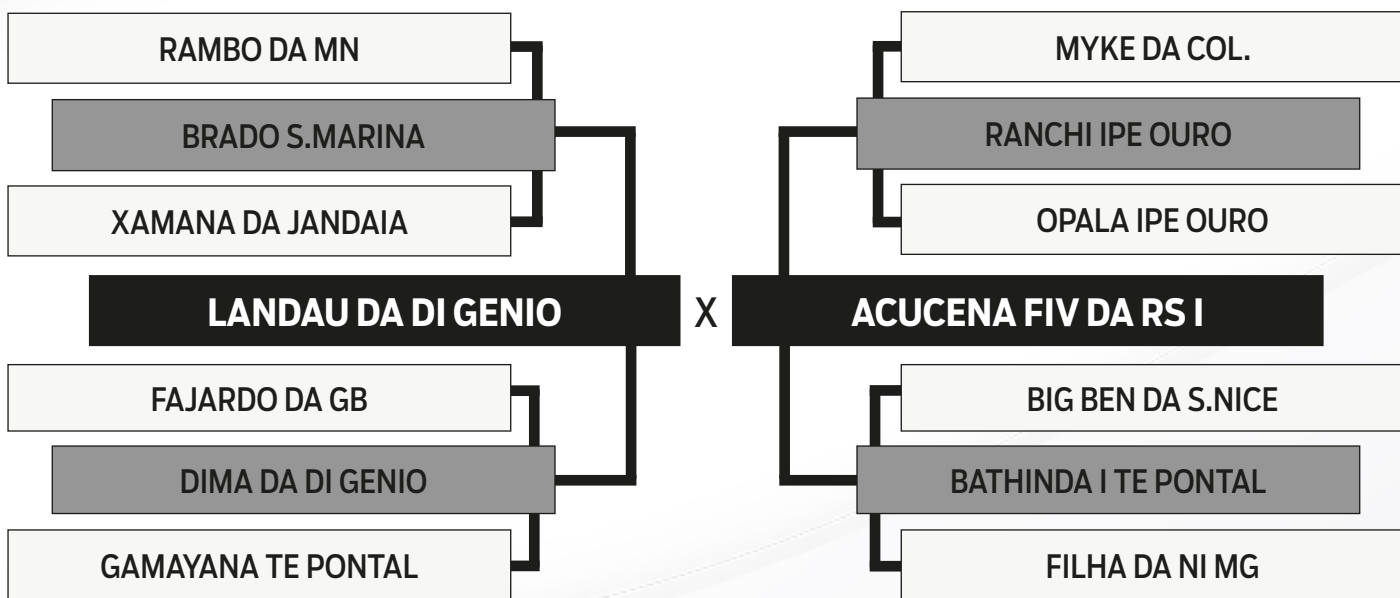 RAMBO DA MN
BRADO S.MARINA
XAMANA DA JANDAIA
LANDAU DA DI GENIO
FAJARDO DA GB
DIMA DA DI GENIO
GAMAYANA TE PONTAL
X
MYKE DA COL.
RANCHI IPE OURO
OPALA IPE OURO
ACUCENA FIV DA RS I
BIG BEN DA S.NICE
BATHINDA I TE PONTAL
FILHA DA NI MG